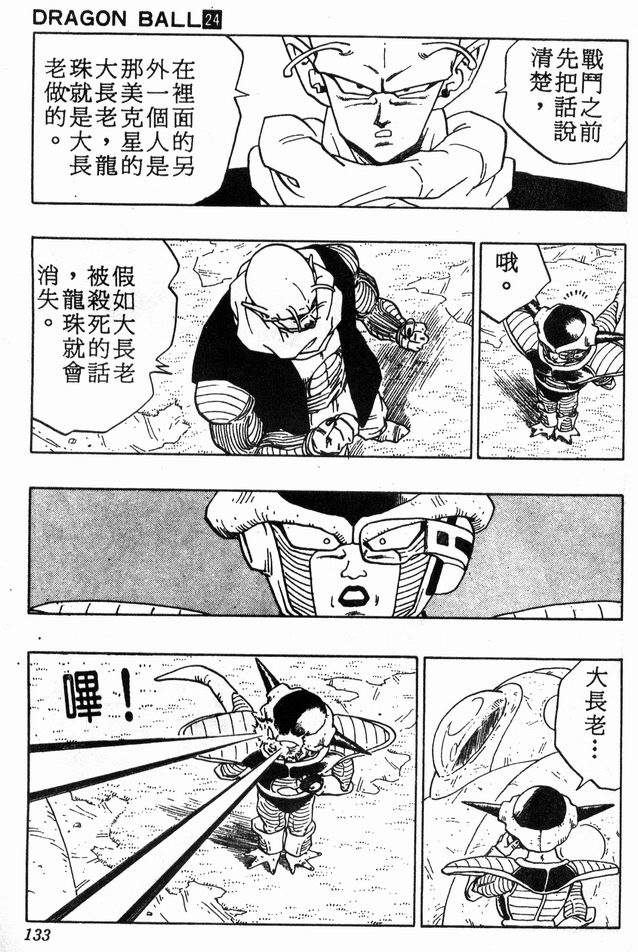 DRAGON BALL 24
戰鬥之前
先把話說
清楚，
在裡面的另
外一個人是
那美克星的
大長老，龍
珠就是大長
老做的。
哦。
假如大長老
被殺死的話
，龍珠就會
消失。
大長老…
嗶！
133